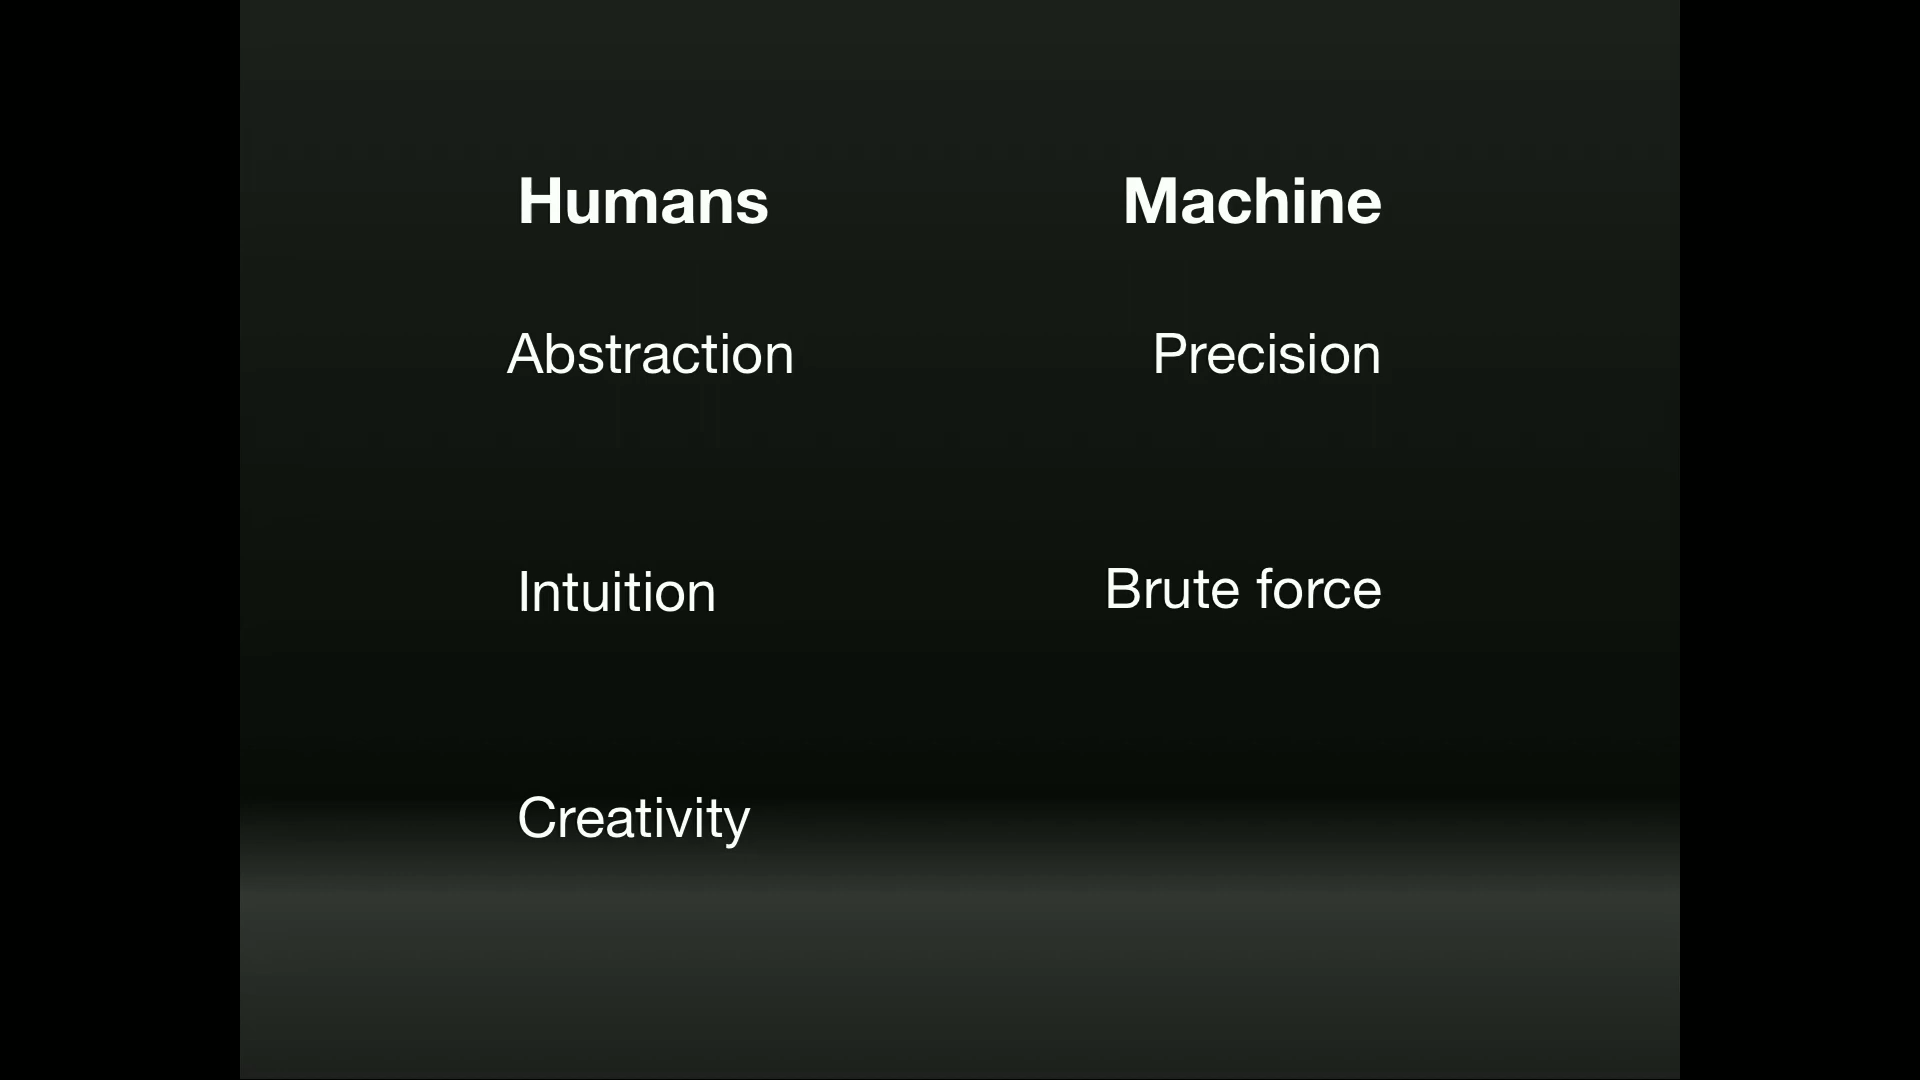 Humans Machine
Abstraction Precision
Intuition Brute force
Creativity